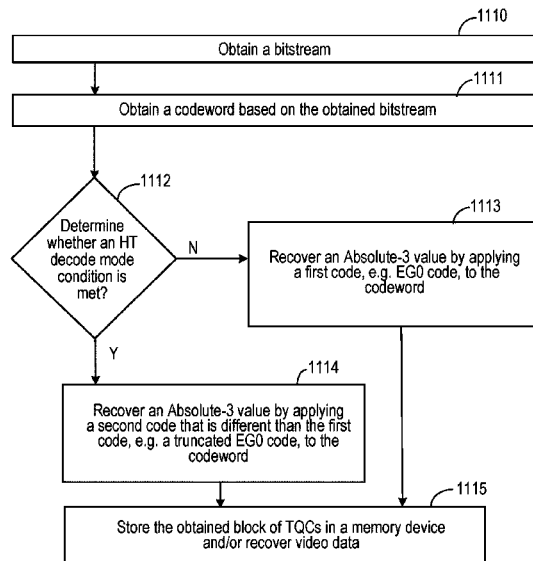 1110
Obtain a bitstream
1111
Obtain a codeword based on the obtained bitstream
1112
Determine
whether an HT
decode mode
condition is
met?
N
Y
1113
Recover an Absolute-3 value by applying
a first code, e.g. EG0 code, to the
codeword
1114
Recover an Absolute-3 value by applying
a second code that is different than the first
code, e.g. a truncated EG0 code, to the
codeword
1115
Store the obtained block of TQCs in a memory device
and/or recover video data